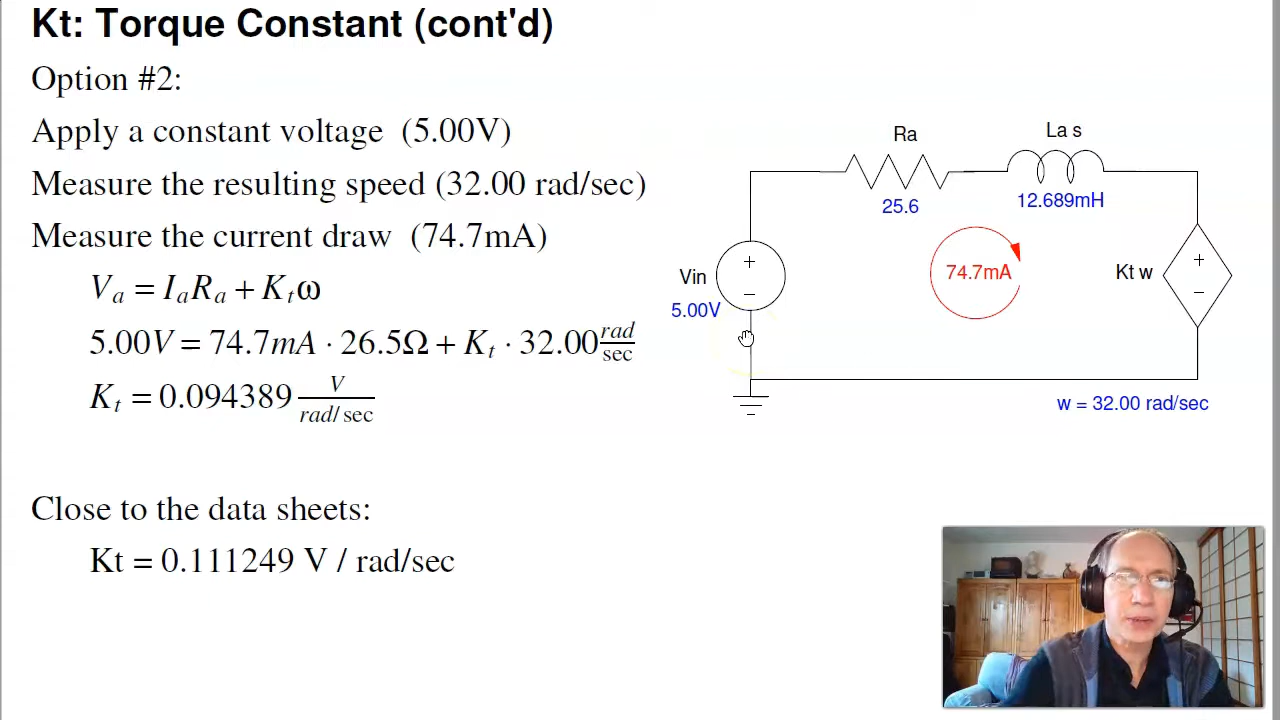 Kt: Torque Constant (cont'd)
Option #2:
Apply a constant voltage (5.00V)
Measure the resulting speed (32.00 rad/sec)
Measure the current draw (74.7mA)
Va = IaRa + Ktω
5.00V = 74.7mA · 26.5Ω + Kt · 32.00 rad/sec
Kt = 0.094389 V/rad/sec
Close to the data sheets:
Kt = 0.111249 V / rad/sec
Ra
La s
25.6
12.689mH
Vin
+
−
5.00V
74.7mA
Kt w
+
−
w = 32.00 rad/sec